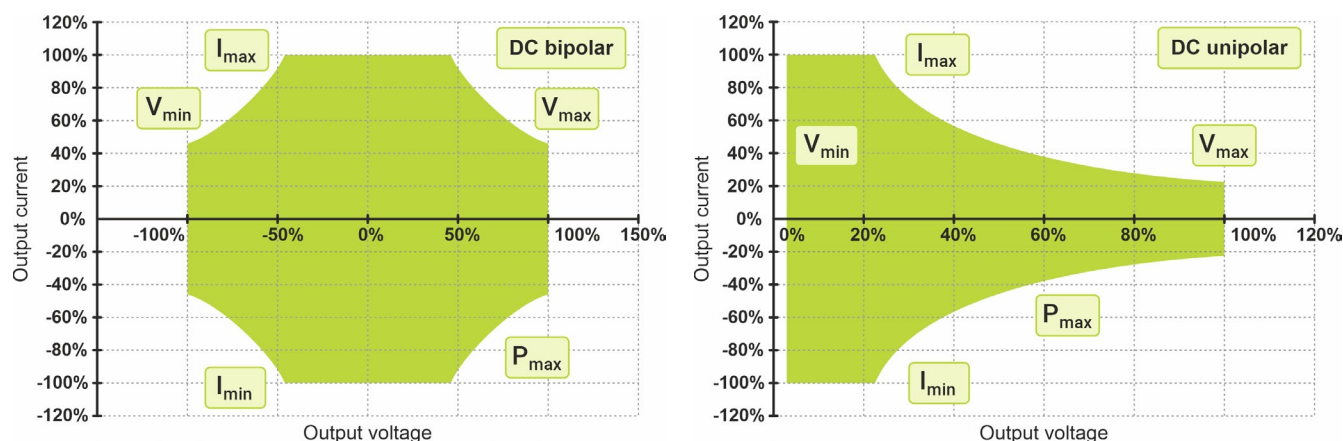 120%
100%
80%
60%
40%
20%
0%
-20%
-40%
-60%
-80%
-100%
-120%
Output current
-100%
-50%
0%
50%
100%
150%
Output voltage
Imax
DC bipolar
Vmin
Vmax
Imin
Pmax
120%
100%
80%
60%
40%
20%
0%
-20%
-40%
-60%
-80%
-100%
-120%
Output current
0%
20%
40%
60%
80%
100%
120%
Output voltage
Imax
DC unipolar
Vmin
Vmax
Pmax
Imin